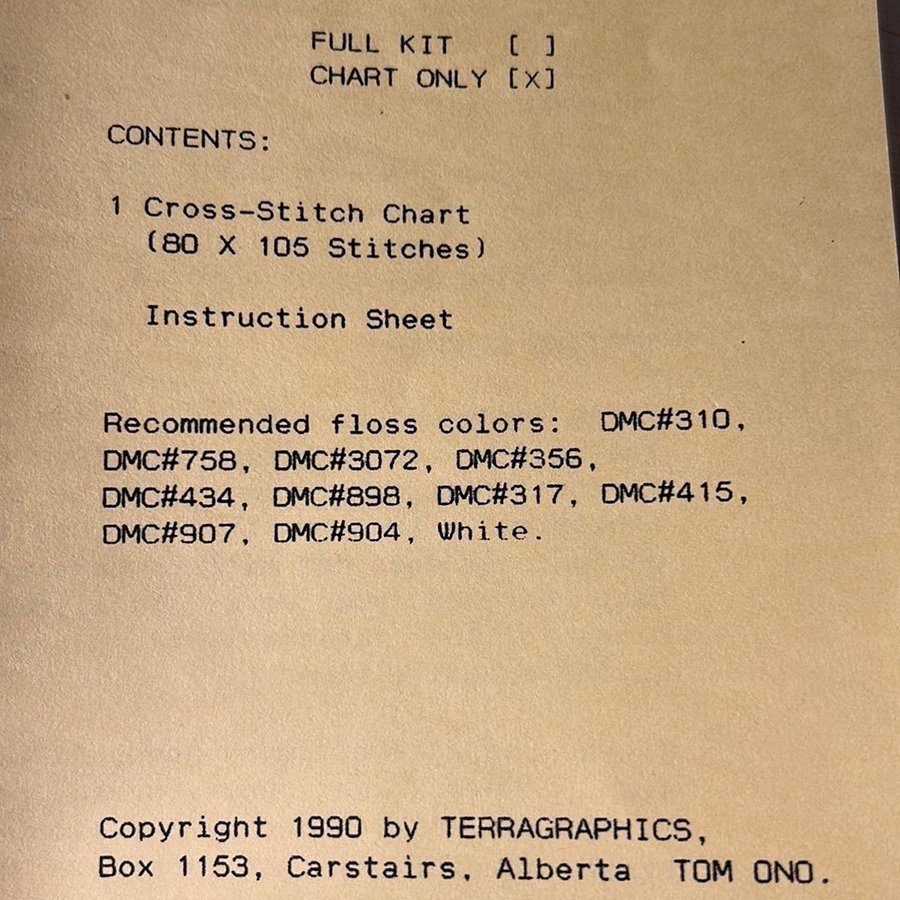 FULL KIT [ ]
CHART ONLY [X]
CONTENTS:
1 Cross-Stitch Chart
(80 X 105 Stitches)
Instruction Sheet
Recommended floss colors: DMC#310,
DMC#758, DMC#3072, DMC#356,
DMC#434, DMC#898, DMC#317, DMC#415,
DMC#907, DMC#904, White.
Copyright 1990 by TERRAGRAPHICS,
Box 1153, Carstairs, Alberta TOM ONO.